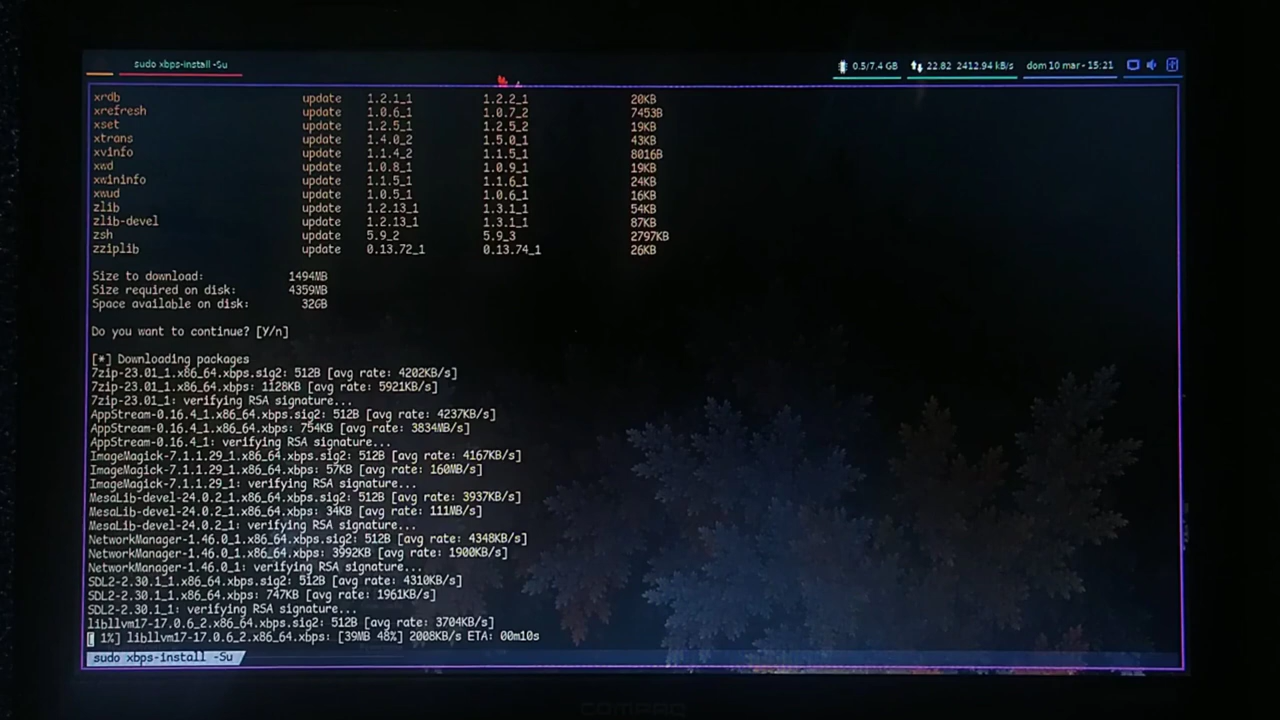 sudo xbps-install -Su
0.5/7.4 GB
22.82 2412.94 kB/s
dom 10 mar - 15:21
xrdb update 1.2.1_1 1.2.2_1 20KB
xrefresh update 1.0.6_1 1.0.7_2 7453B
xset update 1.2.5_1 1.2.5_2 19KB
xtrans update 1.4.0_2 1.5.0_1 43KB
xvinfo update 1.1.4_2 1.1.5_1 8016B
xwd update 1.0.8_1 1.0.9_1 19KB
xwininfo update 1.1.5_1 1.1.6_1 24KB
xwud update 1.0.5_1 1.0.6_1 16KB
zlib update 1.2.13_1 1.3.1_1 54KB
zlib-devel update 1.2.13_1 1.3.1_1 87KB
zsh update 5.9_2 5.9_3 2797KB
zziplib update 0.13.72_1 0.13.74_1 26KB
Size to download: 1494MB
Size required on disk: 4359MB
Space available on disk: 32GB
Do you want to continue? [Y/n]
[*] Downloading packages
7zip-23.01_1.x86_64.xbps.sig2: 512B [avg rate: 4202KB/s]
7zip-23.01_1.x86_64.xbps: 1128KB [avg rate: 5921KB/s]
7zip-23.01_1: verifying RSA signature...
AppStream-0.16.4_1.x86_64.xbps.sig2: 512B [avg rate: 4237KB/s]
AppStream-0.16.4_1.x86_64.xbps: 754KB [avg rate: 3834MB/s]
AppStream-0.16.4_1: verifying RSA signature...
ImageMagick-7.1.1.29_1.x86_64.xbps.sig2: 512B [avg rate: 4167KB/s]
ImageMagick-7.1.1.29_1.x86_64.xbps: 57KB [avg rate: 160MB/s]
ImageMagick-7.1.1.29_1: verifying RSA signature...
MesaLib-devel-24.0.2_1.x86_64.xbps.sig2: 512B [avg rate: 3937KB/s]
MesaLib-devel-24.0.2_1.x86_64.xbps: 34KB [avg rate: 111MB/s]
MesaLib-devel-24.0.2_1: verifying RSA signature...
NetworkManager-1.46.0_1.x86_64.xbps.sig2: 512B [avg rate: 4348KB/s]
NetworkManager-1.46.0_1.x86_64.xbps: 3992KB [avg rate: 1900KB/s]
NetworkManager-1.46.0_1: verifying RSA signature...
SDL2-2.30.1_1.x86_64.xbps.sig2: 512B [avg rate: 4310KB/s]
SDL2-2.30.1_1.x86_64.xbps: 747KB [avg rate: 1961KB/s]
SDL2-2.30.1_1: verifying RSA signature...
libllvm17-17.0.6_2.x86_64.xbps.sig2: 512B [avg rate: 3704KB/s]
[ 1%] libllvm17-17.0.6_2.x86_64.xbps: [39MB 48%] 2008KB/s ETA: 00m10s
sudo xbps-install -Su
COMPAQ